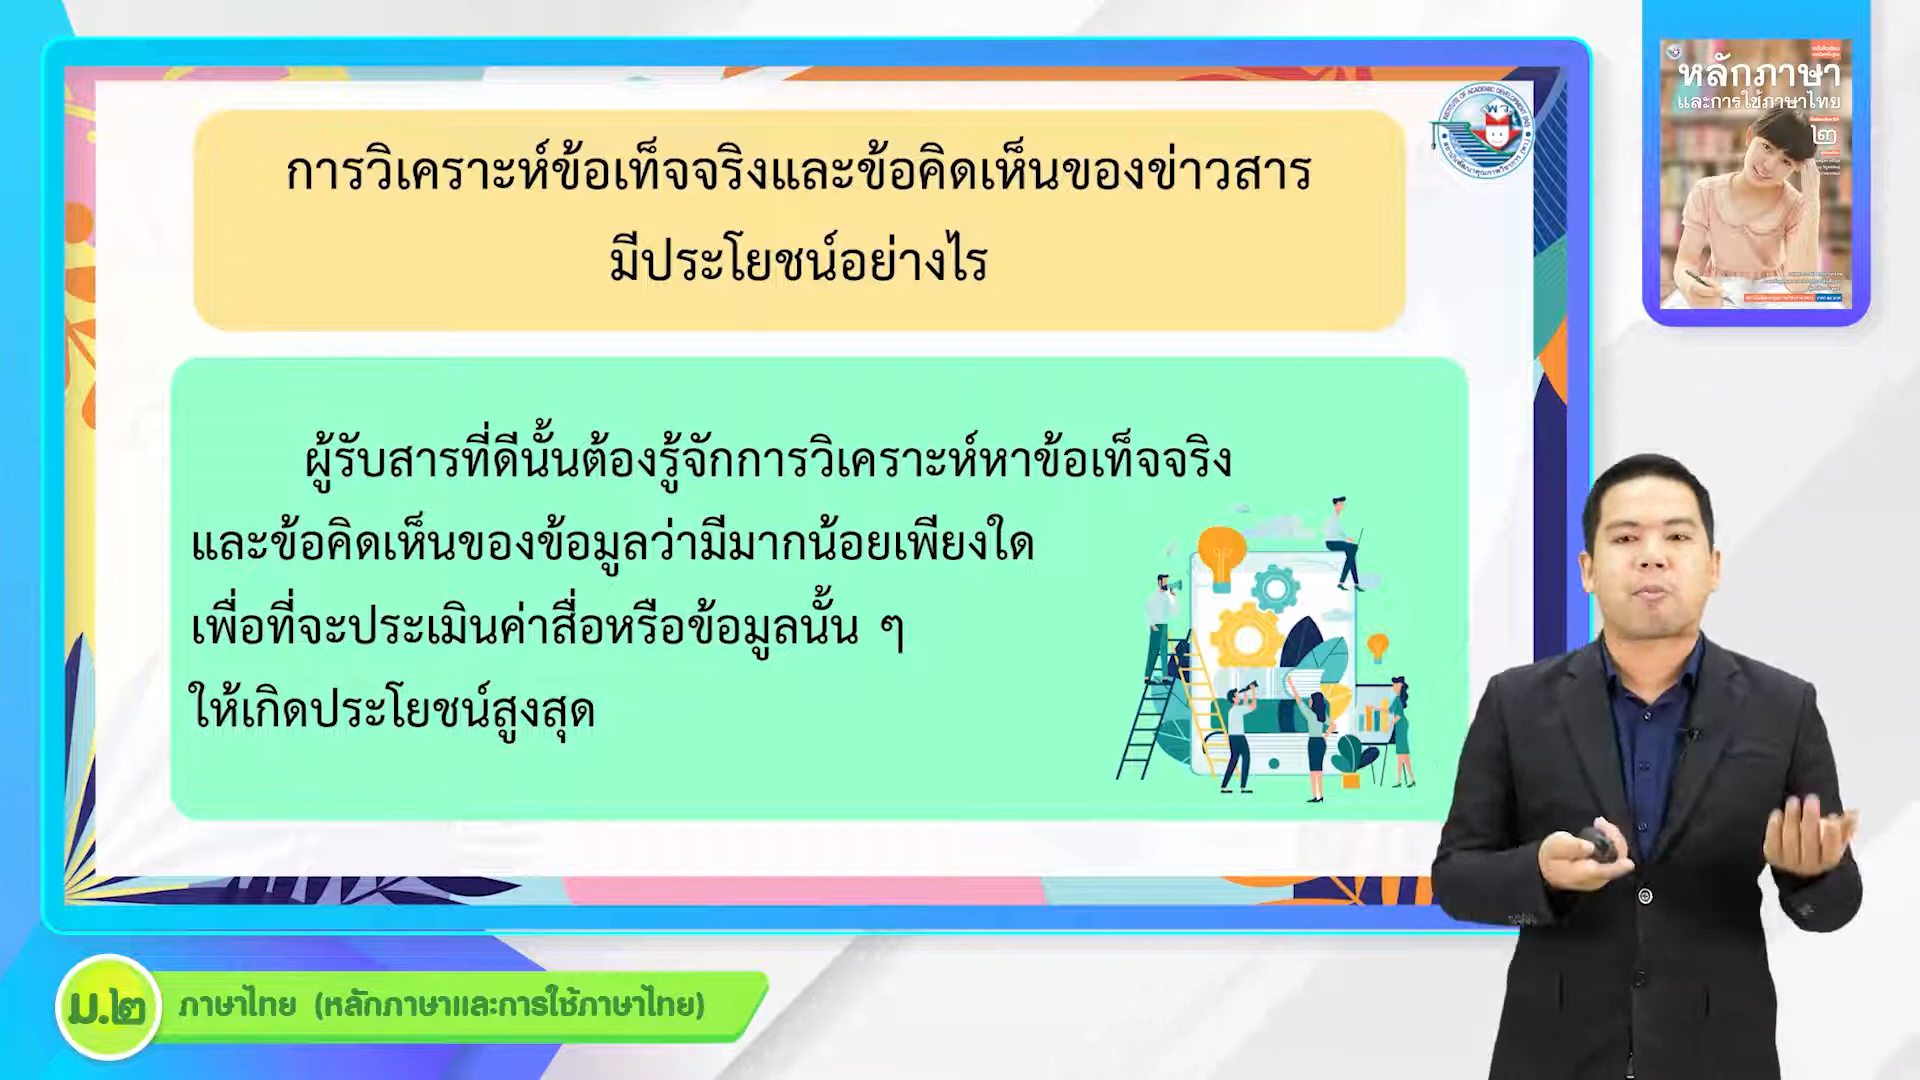 การวิเคราะห์ข้อเท็จจริงและข้อคิดเห็นของข่าวสาร
มีประโยชน์อย่างไร
ผู้รับสารที่ดีนั้นต้องรู้จักการวิเคราะห์หาข้อเท็จจริง
และข้อคิดเห็นของข้อมูลว่ามีมากน้อยเพียงใด
เพื่อที่จะประเมินค่าสื่อหรือข้อมูลนั้น ๆ
ให้เกิดประโยชน์สูงสุด
หลักภาษา
และการใช้ภาษาไทย
๒
ม.๒ ภาษาไทย (หลักภาษาและการใช้ภาษาไทย)